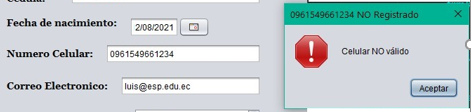 0961549661234 NO Registrado
Fecha de nacimiento: 2/08/2021
Celular NO válido
Numero Celular: 0961549661234
Aceptar
Correo Electronico: luis@esp.edu.ec